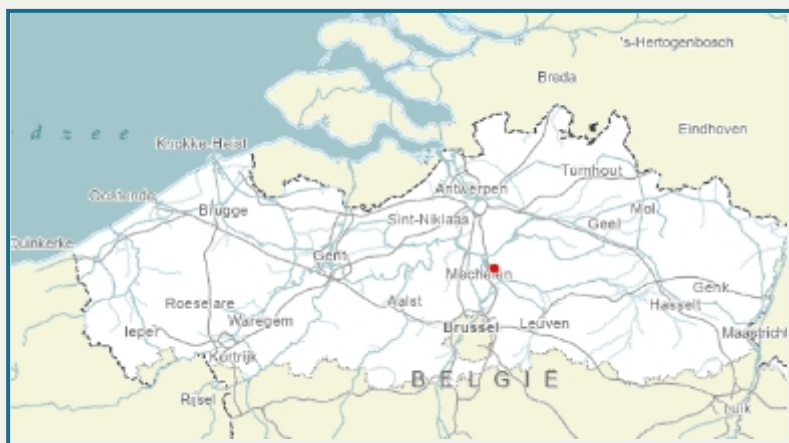 's-Hertogenbosch
Breda
dzee
Eindhoven
Knokke-Heist
Turnhout
Antwerpen
Oostende
Mol
Brugge
Sint-Niklaas
Geel
Duinkerke
Gent
Mechelen
Genk
Roeselare
Aalst
Hasselt
Waregem
Brussel
Leuven
Ieper
Maastricht
Kortrijk
BELGIË
Rijsel
Luik